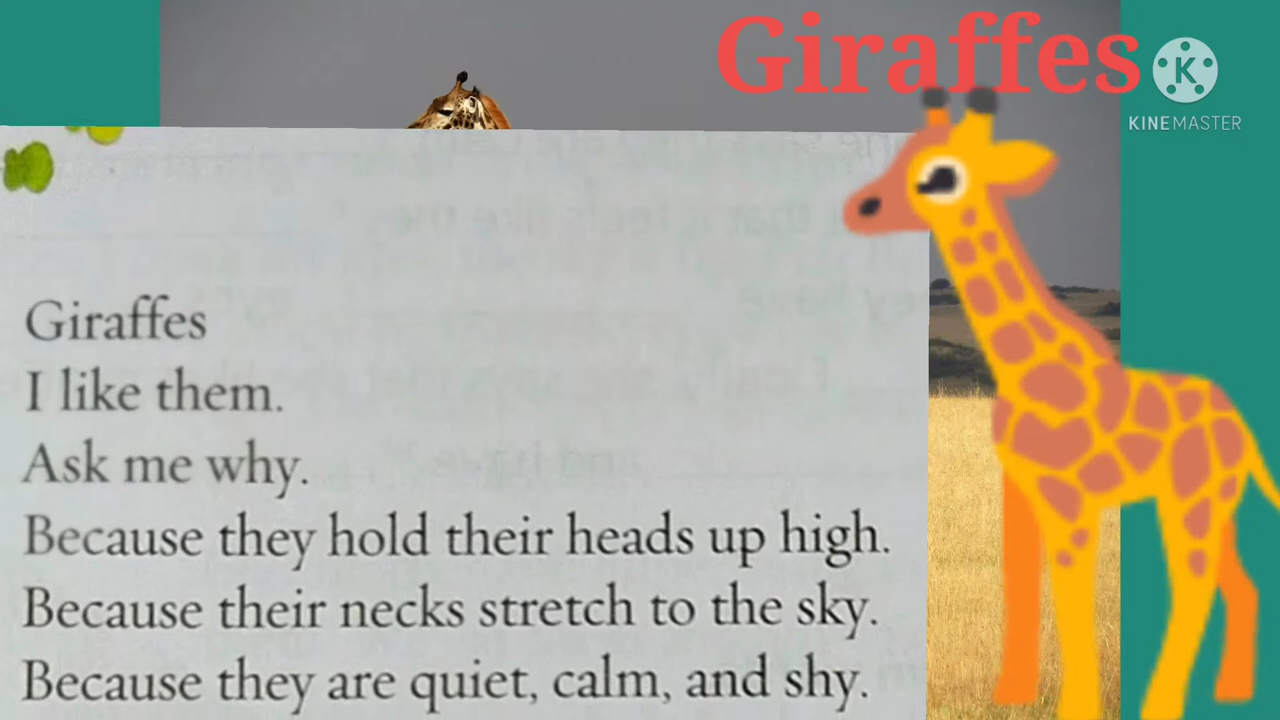 Giraffes
KINEMASTER
Giraffes
I like them.
Ask me why.
Because they hold their heads up high.
Because their necks stretch to the sky.
Because they are quiet, calm, and shy.